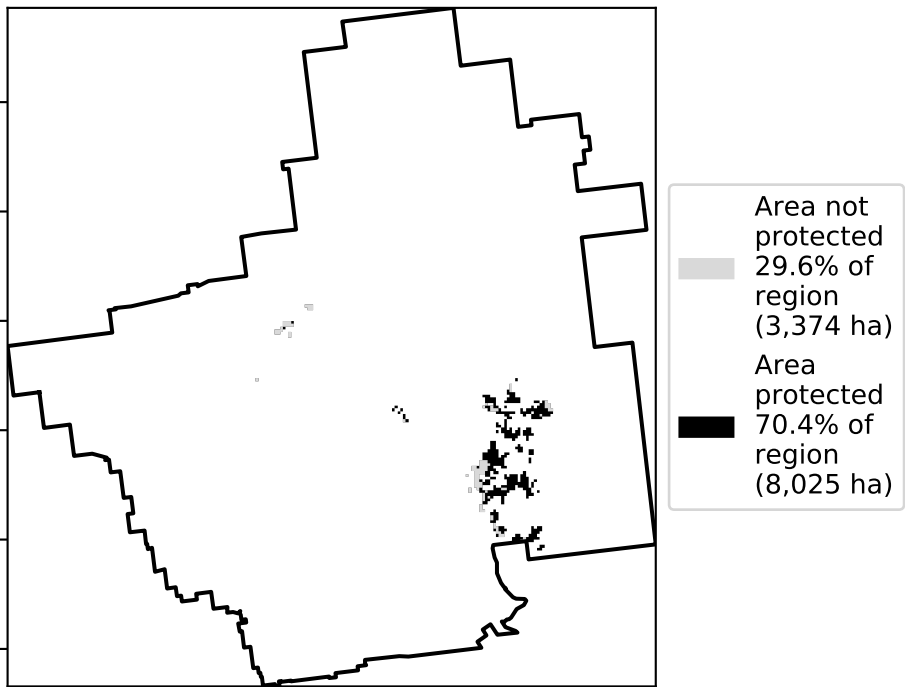 Area not
protected
29.6% of
region
(3,374 ha)
Area
protected
70.4% of
region
(8,025 ha)